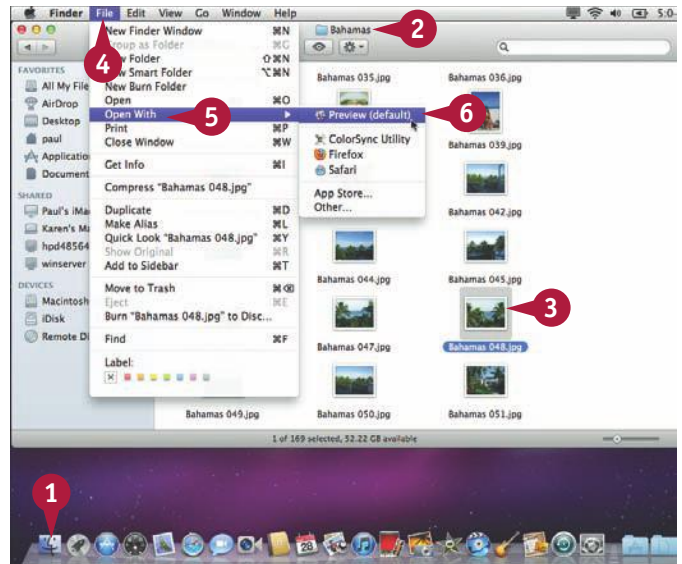 Finder File Edit View Go Window Help 5:0
Bahamas
2
4
New Finder Window ⌘N
Group as Folder ⌘G
Folder ⇧⌘N
Smart Folder ⌥⌘N
New Burn Folder
Open ⌘O
Open With
5
Print ⌘P
Close Window ⌘W
Get Info ⌘I
Compress "Bahamas 048.jpg"
Duplicate ⌘D
Make Alias ⌘L
Quick Look "Bahamas 048.jpg" ⌘Y
Show Original ⌘R
Add to Sidebar ⌘T
Move to Trash ⌘⌫
Eject ⌘E
Burn "Bahamas 048.jpg" to Disc...
Find ⌘F
Label:
Preview (default)
6
ColorSync Utility
Firefox
Safari
App Store...
Other...
FAVORITES
All My File
AirDrop
Desktop
paul
Applicatio
Document
SHARED
Paul's iMa
Karen's Ma
hpd48564
winserver
DEVICES
Macintosh
iDisk
Remote Di
Bahamas 035.jpg Bahamas 036.jpg
Bahamas 039.jpg
Bahamas 042.jpg
Bahamas 044.jpg Bahamas 045.jpg
3
Bahamas 047.jpg Bahamas 048.jpg
Bahamas 049.jpg Bahamas 050.jpg Bahamas 051.jpg
1 of 169 selected, 52.22 GB available
1
28